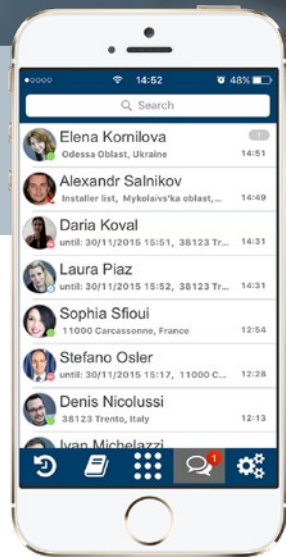 14:52
48%
Search
Elena Kornilova
1
Odessa Oblast, Ukraine
14:51
Alexandr Salnikov
Installer list, Mykolaivs'ka oblast,...
14:49
Daria Koval
until: 30/11/2015 15:51, 38123 Tr...
14:31
Laura Piaz
until: 30/11/2015 15:52, 38123 Tr...
14:31
Sophia Sfioui
11000 Carcassonne, France
12:54
Stefano Osler
until: 30/11/2015 15:17, 11000 C...
12:28
Denis Nicolussi
38123 Trento, Italy
12:13
Ivan Michelazzi
1